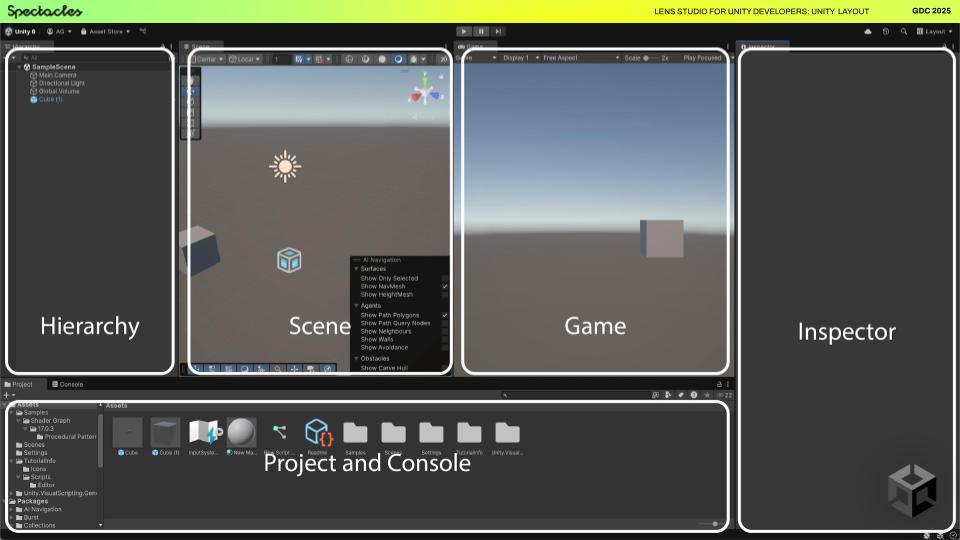 Spectacles
LENS STUDIO FOR UNITY DEVELOPERS: UNITY LAYOUT
GDC 2025
Unity 6
AG
Asset Store
Layout
Hierarchy
Scene
Game
Inspector
All
Center
Local
1
Game
Display 1
Free Aspect
Scale
2x
Play Focused
SampleScene
Main Camera
Directional Light
Global Volume
Cube (1)
AI Navigation
Surfaces
Show Only Selected
Show NavMesh
Show HeightMesh
Agents
Show Path Polygons
Show Path Query Nodes
Show Neighbours
Show Walls
Show Avoidance
Obstacles
Show Carve Hull
Hierarchy
Scene
Game
Inspector
Project
Console
22
Assets
Samples
Shader Graph
17.0.3
Procedural Pattern
Scenes
Settings
TutorialInfo
Icons
Scripts
Editor
Unity.VisualScripting.Gen
Packages
AI Navigation
Burst
Collections
Assets
Cube
Cube (1)
InputSyste...
New Ma...
New Script...
Readme
Samples
Scenes
Settings
TutorialInfo
Unity.Visual...
Project and Console